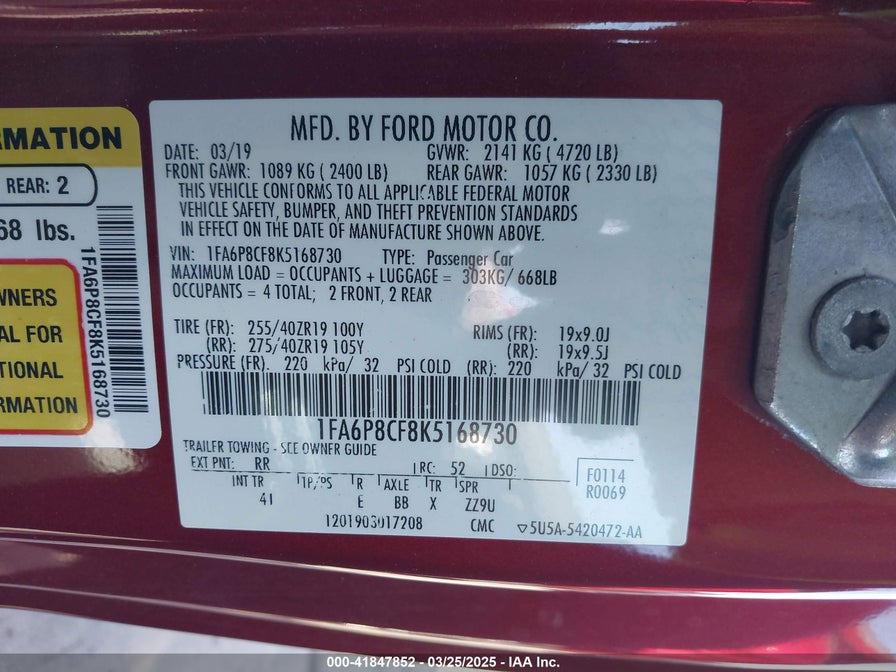 RMATION
REAR: 2
68 lbs.
1FA6P8CF8K5168730
WNERS
AL FOR
TIONAL
ORMATION
MFD. BY FORD MOTOR CO.
DATE: 03/19 GVWR: 2141 KG ( 4720 LB)
FRONT GAWR: 1089 KG ( 2400 LB) REAR GAWR: 1057 KG ( 2330 LB)
THIS VEHICLE CONFORMS TO ALL APPLICABLE FEDERAL MOTOR
VEHICLE SAFETY, BUMPER, AND THEFT PREVENTION STANDARDS
IN EFFECT ON THE DATE OF MANUFACTURE SHOWN ABOVE.
VIN: 1FA6P8CF8K5168730 TYPE: Passenger Car
MAXIMUM LOAD = OCCUPANTS + LUGGAGE = 303KG/ 668LB
OCCUPANTS = 4 TOTAL; 2 FRONT, 2 REAR
TIRE (FR): 255/40ZR19 100Y RIMS (FR): 19x9.0J
(RR): 275/40ZR19 105Y (RR): 19x9.5J
PRESSURE (FR): 220 kPa/ 32 PSI COLD (RR): 220 kPa/ 32 PSI COLD
1FA6P8CF8K5168730
TRAILER TOWING - SEE OWNER GUIDE
EXT PNT: RR RC: 52 DSO: F0114
R0069
INT TR TP/PS R AXLE TR SPR
4I E BB X ZZ9U
1201903017208 CMC ▽5U5A-5420472-AA
000-41847852 - 03/25/2025 - IAA Inc.